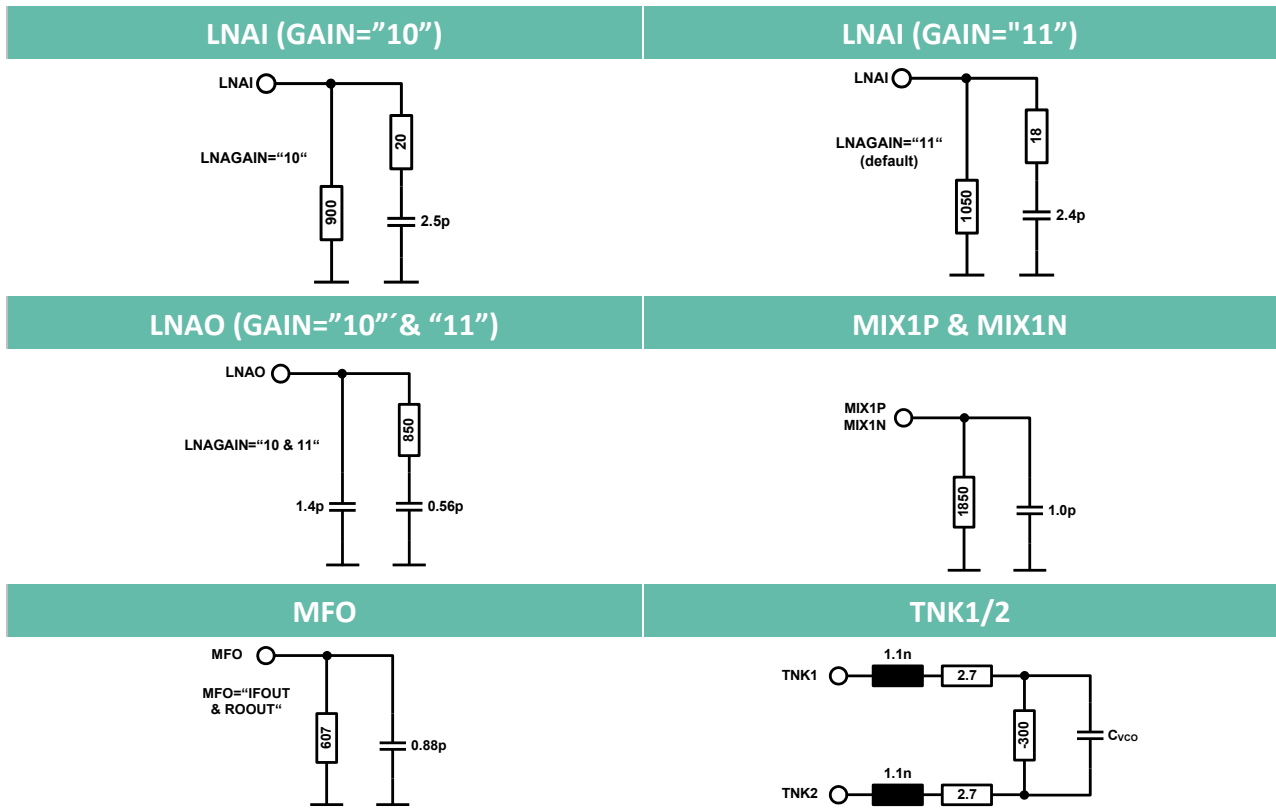 LNAI (GAIN=”10”)
LNAI (GAIN="11”)
LNAI
LNAGAIN=“10“
900
20
2.5p
LNAI
LNAGAIN=“11“
(default)
1050
18
2.4p
LNAO (GAIN=”10”´& “11”)
MIX1P & MIX1N
LNAO
LNAGAIN=“10 & 11“
850
1.4p
0.56p
MIX1P
MIX1N
1850
1.0p
MFO
TNK1/2
MFO
MFO=“IFOUT
& ROOUT“
607
0.88p
1.1n
TNK1
2.7
-300
CVCO
1.1n
TNK2
2.7